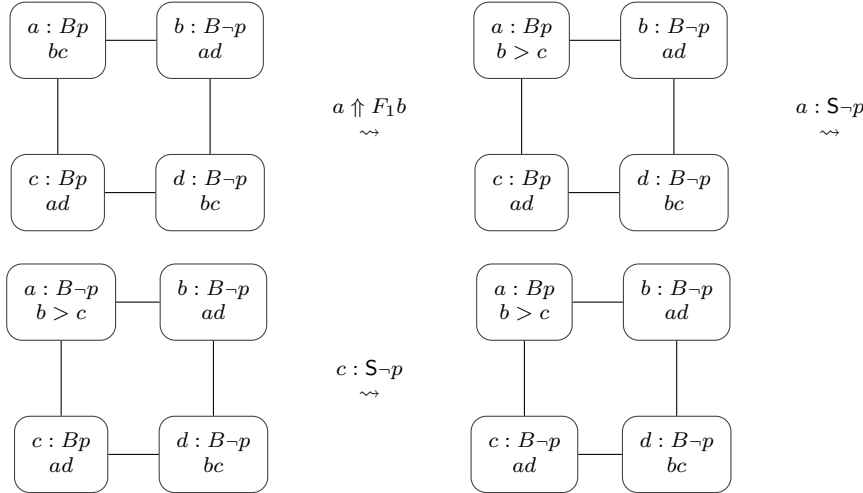 a : Bp
bc
b : B¬p
ad
c : Bp
ad
d : B¬p
bc
a ⇑ F₁b
⇝
a : Bp
b > c
b : B¬p
ad
c : Bp
ad
d : B¬p
bc
a : S¬p
⇝
a : B¬p
b > c
b : B¬p
ad
c : Bp
ad
d : B¬p
bc
c : S¬p
⇝
a : Bp
b > c
b : B¬p
ad
c : B¬p
ad
d : B¬p
bc